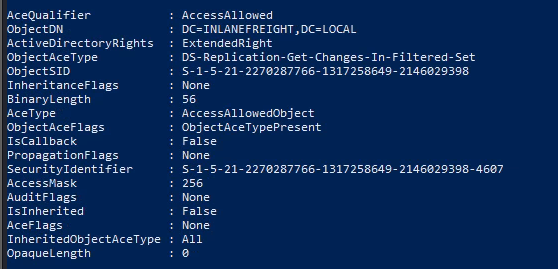 AceQualifier : AccessAllowed
ObjectDN : DC=INLANEFREIGHT,DC=LOCAL
ActiveDirectoryRights : ExtendedRight
ObjectAceType : DS-Replication-Get-Changes-In-Filtered-Set
ObjectSID : S-1-5-21-2270287766-1317258649-2146029398
InheritanceFlags : None
BinaryLength : 56
AceType : AccessAllowedObject
ObjectAceFlags : ObjectAceTypePresent
IsCallback : False
PropagationFlags : None
SecurityIdentifier : S-1-5-21-2270287766-1317258649-2146029398-4607
AccessMask : 256
AuditFlags : None
IsInherited : False
AceFlags : None
InheritedObjectAceType : All
OpaqueLength : 0